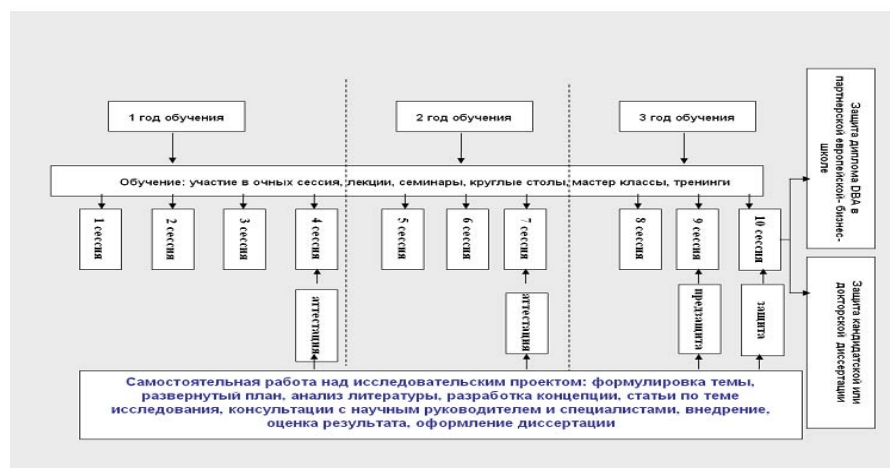 1 год обучения
2 год обучения
3 год обучения
Обучение: участие в очных сессия, лекции, семинары, круглые столы, мастер классы, тренинги
1 сессия
2 сессия
3 сессия
4 сессия
5 сессия
6 сессия
7 сессия
8 сессия
9 сессия
10 сессия
аттестация
аттестация
предзащита
защита
Самостоятельная работа над исследовательским проектом: формулировка темы,
развернутый план, анализ литературы, разработка концепции, статьи по теме
исследования, консультации с научным руководителем и специалистами, внедрение,
оценка результата, оформление диссертации
Защита диплома DBA в
партнерской европейской- бизнес-
школе
Защита кандидатской или
докторской диссертации